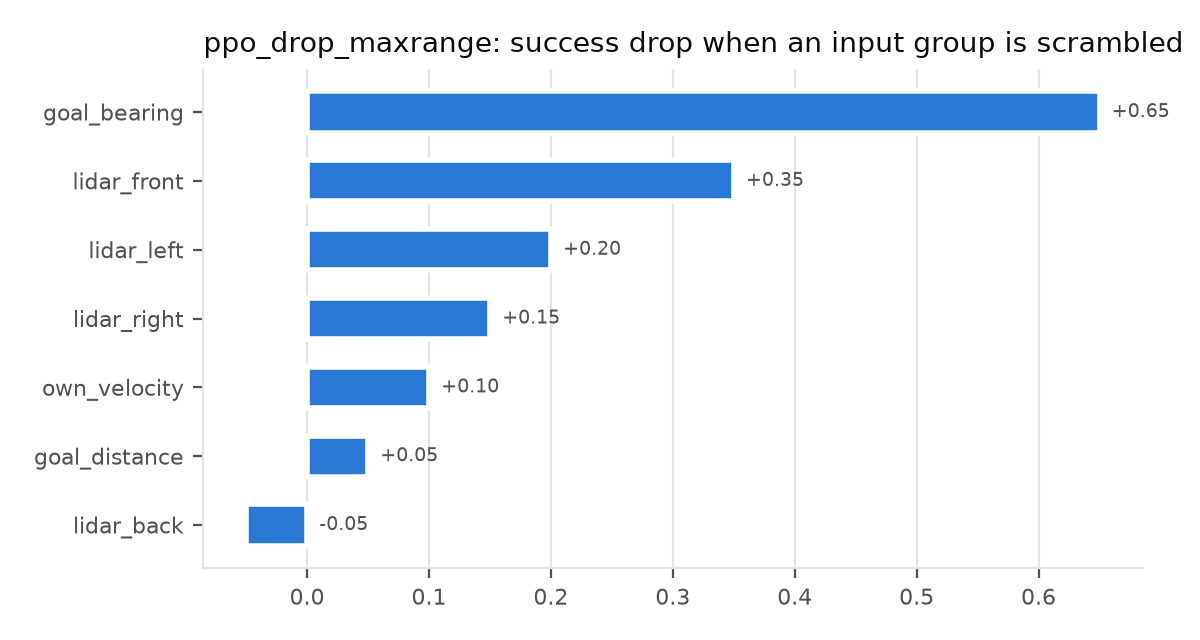 ppo_drop_maxrange: success drop when an input group is scrambled
goal_bearing +0.65
lidar_front +0.35
lidar_left +0.20
lidar_right +0.15
own_velocity +0.10
goal_distance +0.05
lidar_back -0.05
0.0 0.1 0.2 0.3 0.4 0.5 0.6